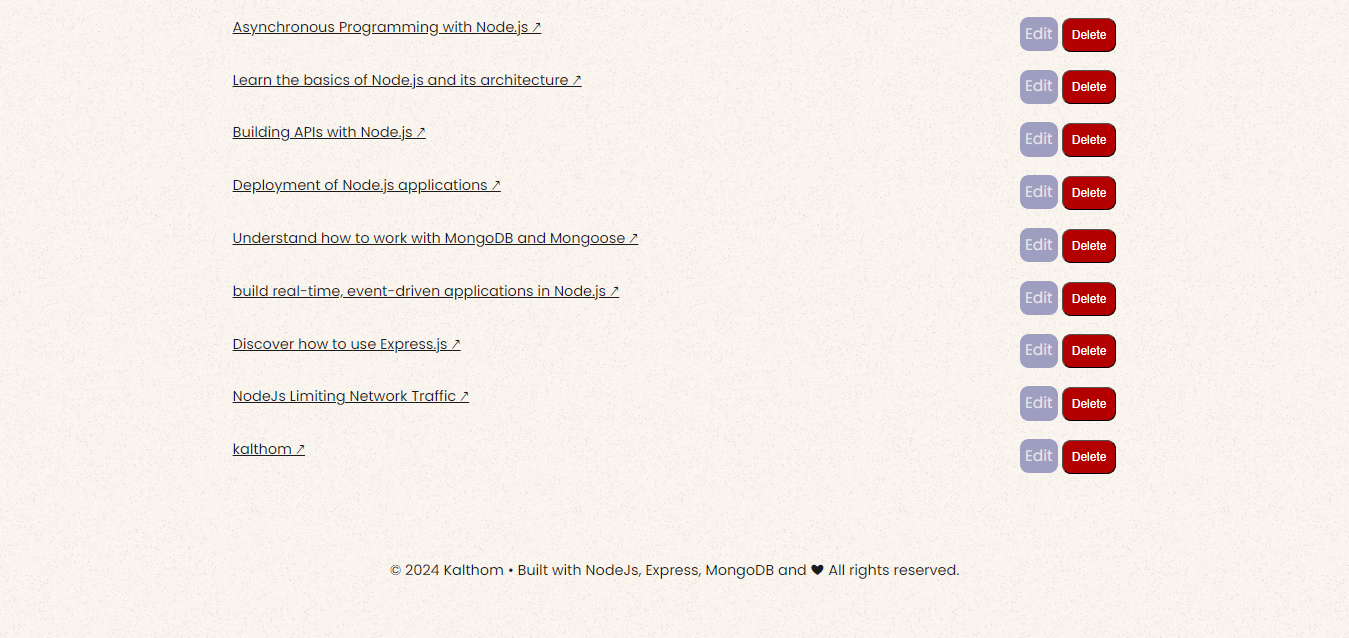 Asynchronous Programming with Node.js ↗ Edit Delete
Learn the basics of Node.js and its architecture ↗ Edit Delete
Building APIs with Node.js ↗ Edit Delete
Deployment of Node.js applications ↗ Edit Delete
Understand how to work with MongoDB and Mongoose ↗ Edit Delete
build real-time, event-driven applications in Node.js ↗ Edit Delete
Discover how to use Express.js ↗ Edit Delete
NodeJs Limiting Network Traffic ↗ Edit Delete
kalthom ↗ Edit Delete
© 2024 Kalthom • Built with NodeJs, Express, MongoDB and ♥ All rights reserved.